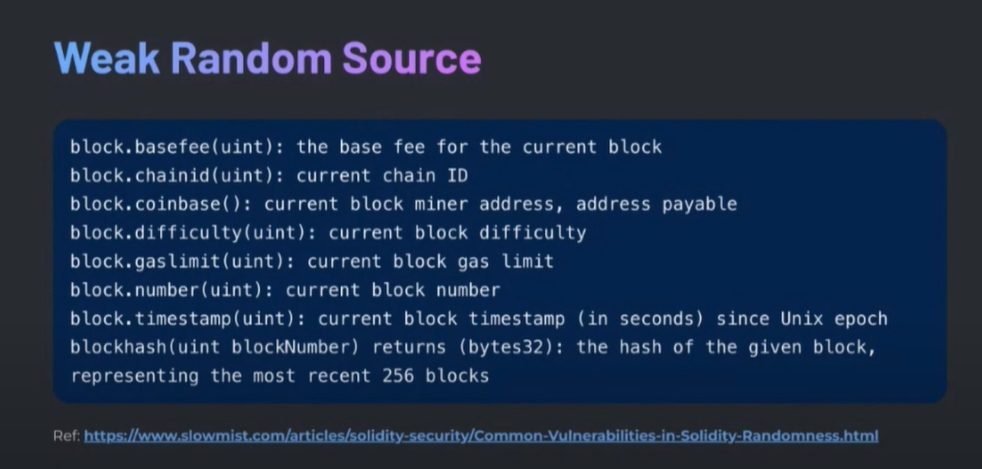 Weak Random Source
block.basefee(uint): the base fee for the current block
block.chainid(uint): current chain ID
block.coinbase(): current block miner address, address payable
block.difficulty(uint): current block difficulty
block.gaslimit(uint): current block gas limit
block.number(uint): current block number
block.timestamp(uint): current block timestamp (in seconds) since Unix epoch
blockhash(uint blockNumber) returns (bytes32): the hash of the given block,
representing the most recent 256 blocks
Ref: https://www.slowmist.com/articles/solidity-security/Common-Vulnerabilities-in-Solidity-Randomness.html